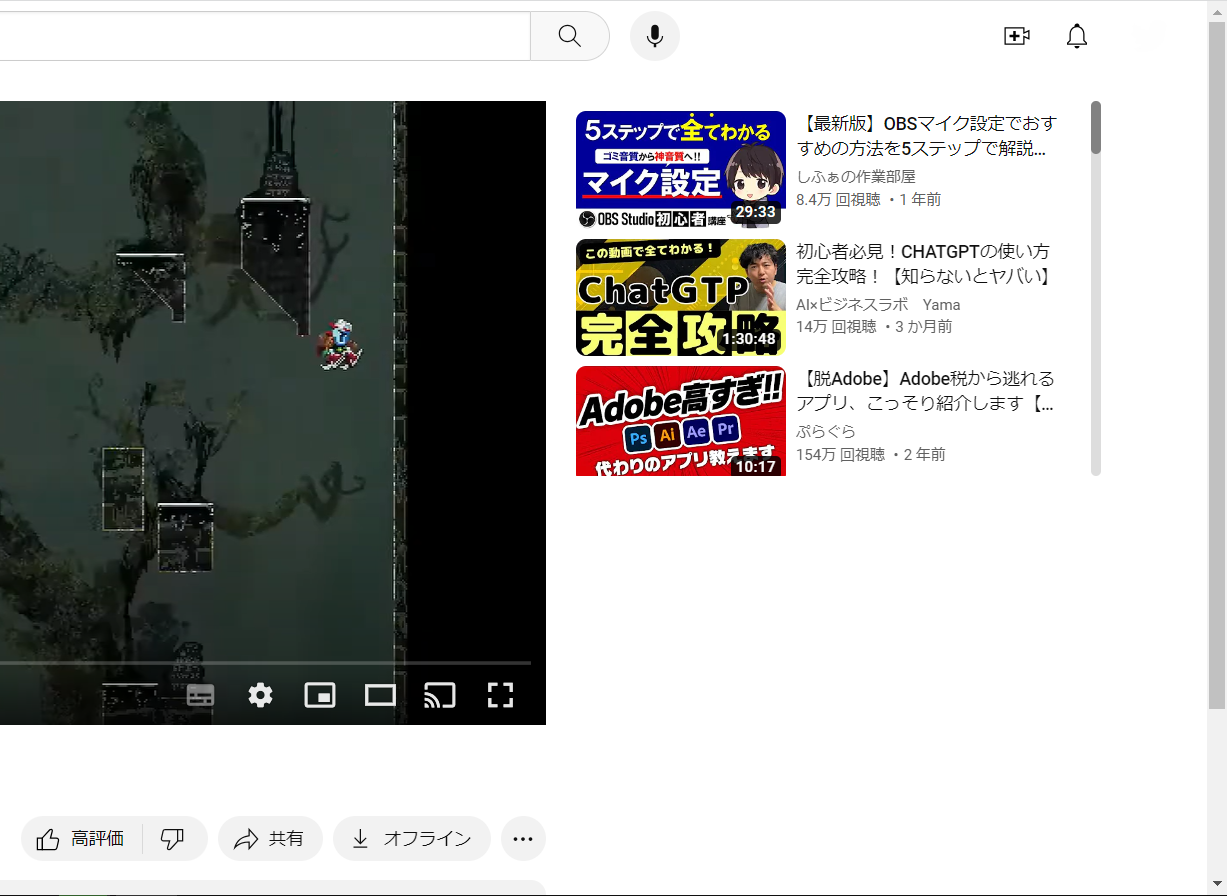 5ステップで全てわかる
ゴミ音質から神音質へ!!
マイク設定
OBS Studio初心者講座
29:33
【最新版】OBSマイク設定でおす
すめの方法を5ステップで解説...
しふぁの作業部屋
8.4万 回視聴 ・1 年前
この動画で全てわかる！
ChatGTP
完全攻略
1:30:48
初心者必見！CHATGPTの使い方
完全攻略！【知らないとヤバい】
AI×ビジネスラボ　Yama
14万 回視聴 ・3 か月前
Adobe高すぎ!!
Ps Ai Ae Pr
代わりのアプリ教えます
10:17
【脱Adobe】Adobe税から逃れる
アプリ、こっそり紹介します【...
ぷらぐら
154万 回視聴 ・2 年前
高評価
共有
オフライン